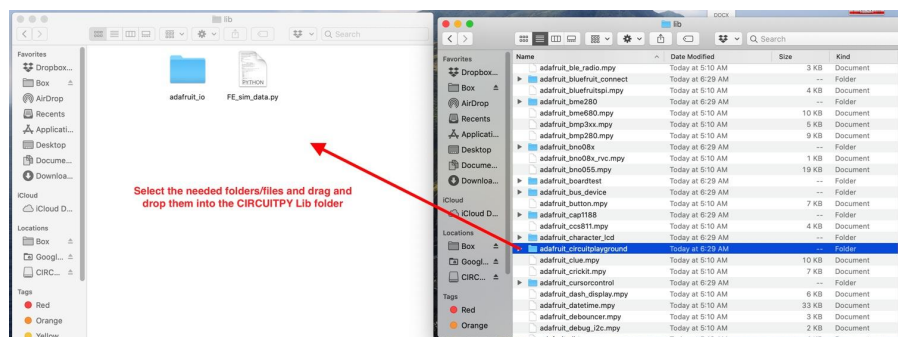 lib
Search
Favorites
Dropbox...
Box
AirDrop
Recents
Applicati...
Desktop
Docume...
Downloa...
iCloud
iCloud D...
Locations
Box
Googl...
CIRC...
Tags
Red
Orange
Yellow
PYTHON
adafruit_io
FE_sim_data.py
Select the needed folders/files and drag and
drop them into the CIRCUITPY Lib folder
DOCX
lib
Search
Favorites
Dropbox...
Box
AirDrop
Recents
Applicati...
Desktop
Docume...
Downloa...
iCloud
iCloud D...
Locations
Box
Googl...
CIRC...
Tags
Red
Orange
Name Date Modified Size Kind
adafruit_ble_radio.mpy Today at 5:10 AM 3 KB Document
adafruit_bluefruit_connect Today at 6:29 AM -- Folder
adafruit_bluefruitspi.mpy Today at 5:10 AM 4 KB Document
adafruit_bme280 Today at 6:29 AM -- Folder
adafruit_bme680.mpy Today at 5:10 AM 10 KB Document
adafruit_bmp3xx.mpy Today at 5:10 AM 5 KB Document
adafruit_bmp280.mpy Today at 5:10 AM 9 KB Document
adafruit_bno08x Today at 6:29 AM -- Folder
adafruit_bno08x_rvc.mpy Today at 5:10 AM 1 KB Document
adafruit_bno055.mpy Today at 5:10 AM 19 KB Document
adafruit_boardtest Today at 6:29 AM -- Folder
adafruit_bus_device Today at 6:29 AM -- Folder
adafruit_button.mpy Today at 5:10 AM 7 KB Document
adafruit_cap1188 Today at 6:29 AM -- Folder
adafruit_ccs811.mpy Today at 5:10 AM 4 KB Document
adafruit_character_lcd Today at 6:29 AM -- Folder
adafruit_circuitplayground Today at 6:29 AM -- Folder
adafruit_clue.mpy Today at 5:10 AM 10 KB Document
adafruit_crickit.mpy Today at 5:10 AM 7 KB Document
adafruit_cursorcontrol Today at 6:29 AM -- Folder
adafruit_dash_display.mpy Today at 5:10 AM 6 KB Document
adafruit_datetime.mpy Today at 5:10 AM 33 KB Document
adafruit_debouncer.mpy Today at 5:10 AM 3 KB Document
adafruit_debug_i2c.mpy Today at 5:10 AM 2 KB Document